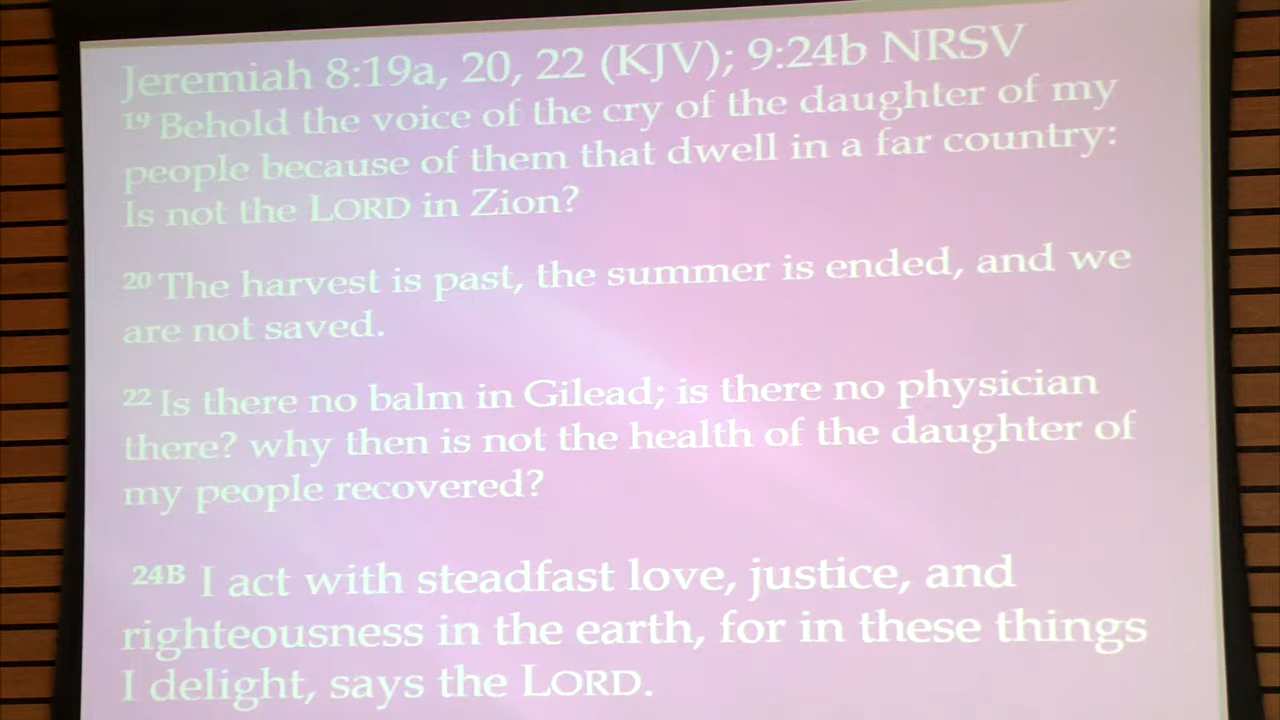 Jeremiah 8:19a, 20, 22 (KJV); 9:24b NRSV
19 Behold the voice of the cry of the daughter of my
people because of them that dwell in a far country:
Is not the LORD in Zion?
20 The harvest is past, the summer is ended, and we
are not saved.
22 Is there no balm in Gilead; is there no physician
there? why then is not the health of the daughter of
my people recovered?
24B I act with steadfast love, justice, and
righteousness in the earth, for in these things
I delight, says the LORD.